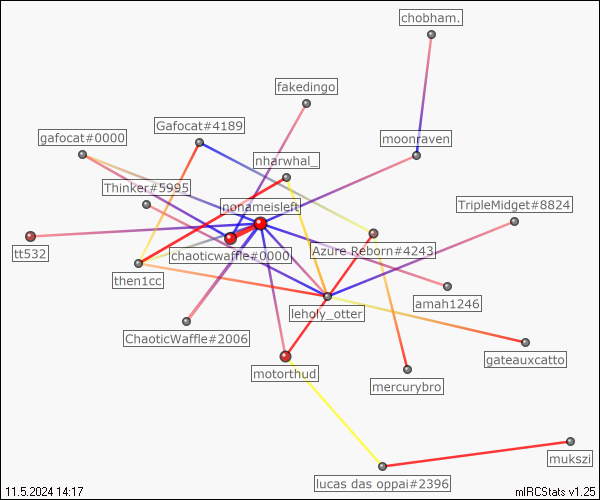 chobham.
fakedingo
Gafocat#4189
gafocat#0000
moonraven
nharwhal_
Thinker#5995
nonameisleft
TripleMidget#8824
tt532
chaoticwaffle#0000
Azure Reborn#4243
then1cc
amah1246
leholy_otter
ChaoticWaffle#2006
gateauxcatto
motorthud
mercurybro
mukszi
lucas das oppai#2396
11.5.2024 14:17
mIRCStats v1.25